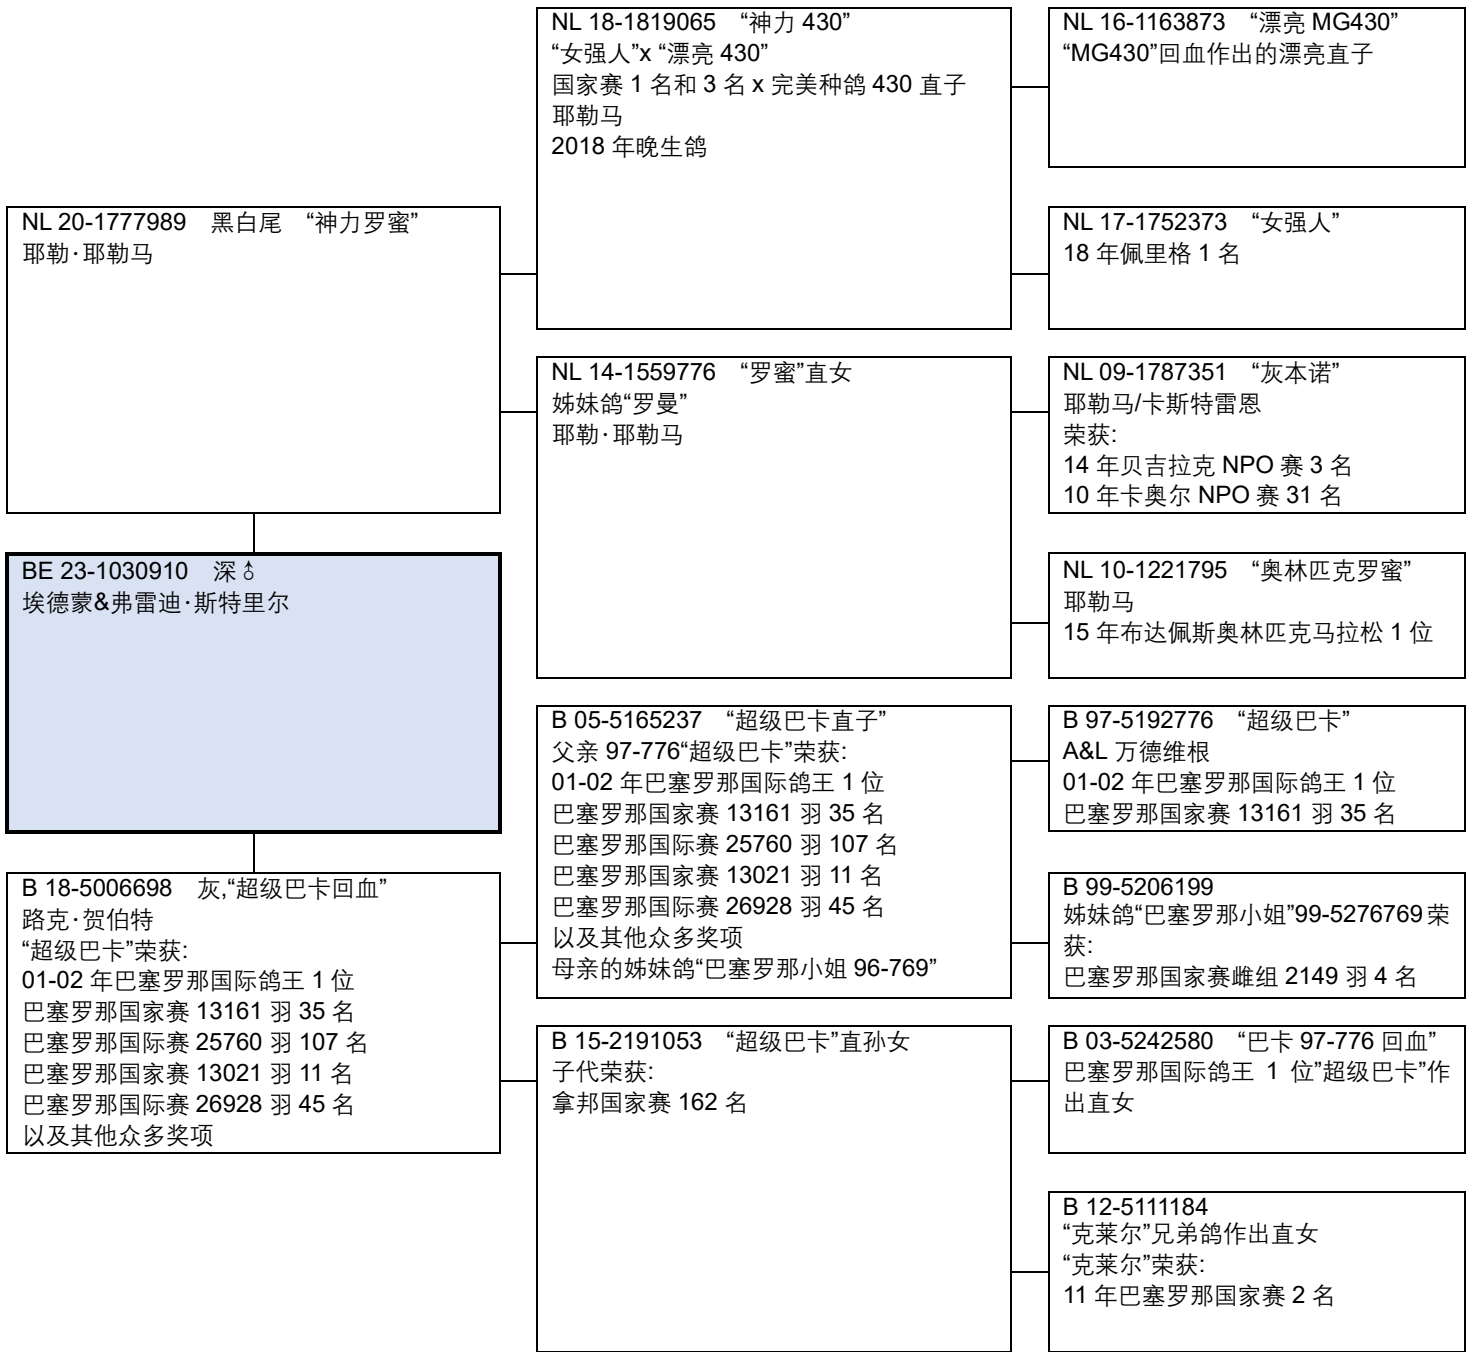 NL 20-1777989 黑白尾 “神力罗蜜”
耶勒·耶勒马
BE 23-1030910 深♂
埃德蒙&弗雷迪·斯特里尔
B 18-5006698 灰,“超级巴卡回血”
路克·贺伯特
“超级巴卡”荣获:
01-02 年巴塞罗那国际鸽王 1 位
巴塞罗那国家赛 13161 羽 35 名
巴塞罗那国际赛 25760 羽 107 名
巴塞罗那国家赛 13021 羽 11 名
巴塞罗那国际赛 26928 羽 45 名
以及其他众多奖项
NL 18-1819065 “神力 430”
“女强人”x “漂亮 430”
国家赛 1 名和 3 名 x 完美种鸽 430 直子
耶勒马
2018 年晚生鸽
NL 14-1559776 “罗蜜”直女
姊妹鸽“罗曼”
耶勒·耶勒马
B 05-5165237 “超级巴卡直子”
父亲 97-776“超级巴卡”荣获:
01-02 年巴塞罗那国际鸽王 1 位
巴塞罗那国家赛 13161 羽 35 名
巴塞罗那国际赛 25760 羽 107 名
巴塞罗那国家赛 13021 羽 11 名
巴塞罗那国际赛 26928 羽 45 名
以及其他众多奖项
母亲的姊妹鸽“巴塞罗那小姐 96-769”
B 15-2191053 “超级巴卡”直孙女
子代荣获:
拿邦国家赛 162 名
NL 16-1163873 “漂亮 MG430”
“MG430”回血作出的漂亮直子
NL 17-1752373 “女强人”
18 年佩里格 1 名
NL 09-1787351 “灰本诺”
耶勒马/卡斯特雷恩
荣获:
14 年贝吉拉克 NPO 赛 3 名
10 年卡奥尔 NPO 赛 31 名
NL 10-1221795 “奥林匹克罗蜜”
耶勒马
15 年布达佩斯奥林匹克马拉松 1 位
B 97-5192776 “超级巴卡”
A&L 万德维根
01-02 年巴塞罗那国际鸽王 1 位
巴塞罗那国家赛 13161 羽 35 名
B 99-5206199
姊妹鸽“巴塞罗那小姐”99-5276769 荣
获:
巴塞罗那国家赛雌组 2149 羽 4 名
B 03-5242580 “巴卡 97-776 回血”
巴塞罗那国际鸽王 1 位”超级巴卡”作
出直女
B 12-5111184
“克莱尔”兄弟鸽作出直女
“克莱尔”荣获:
11 年巴塞罗那国家赛 2 名